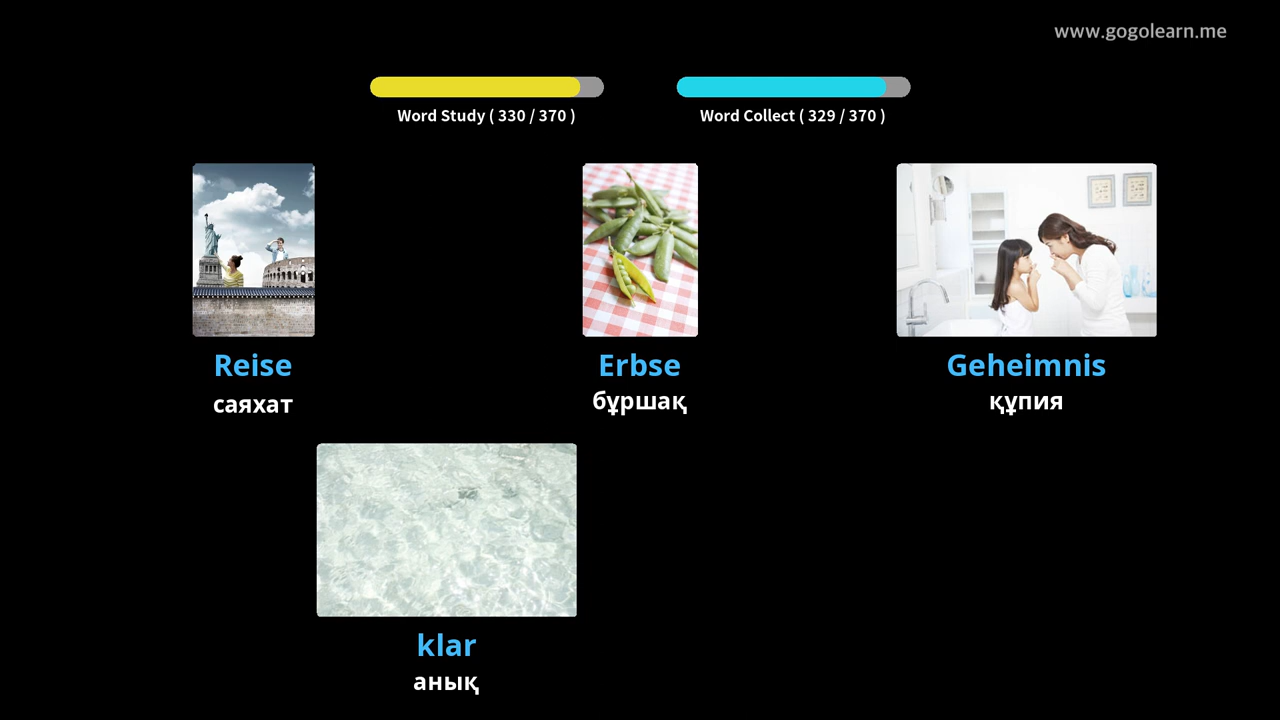 www.gogolearn.me
Word Study ( 330 / 370 )
Word Collect ( 329 / 370 )
Reise
саяхат
Erbse
бұршақ
Geheimnis
құпия
klar
анық